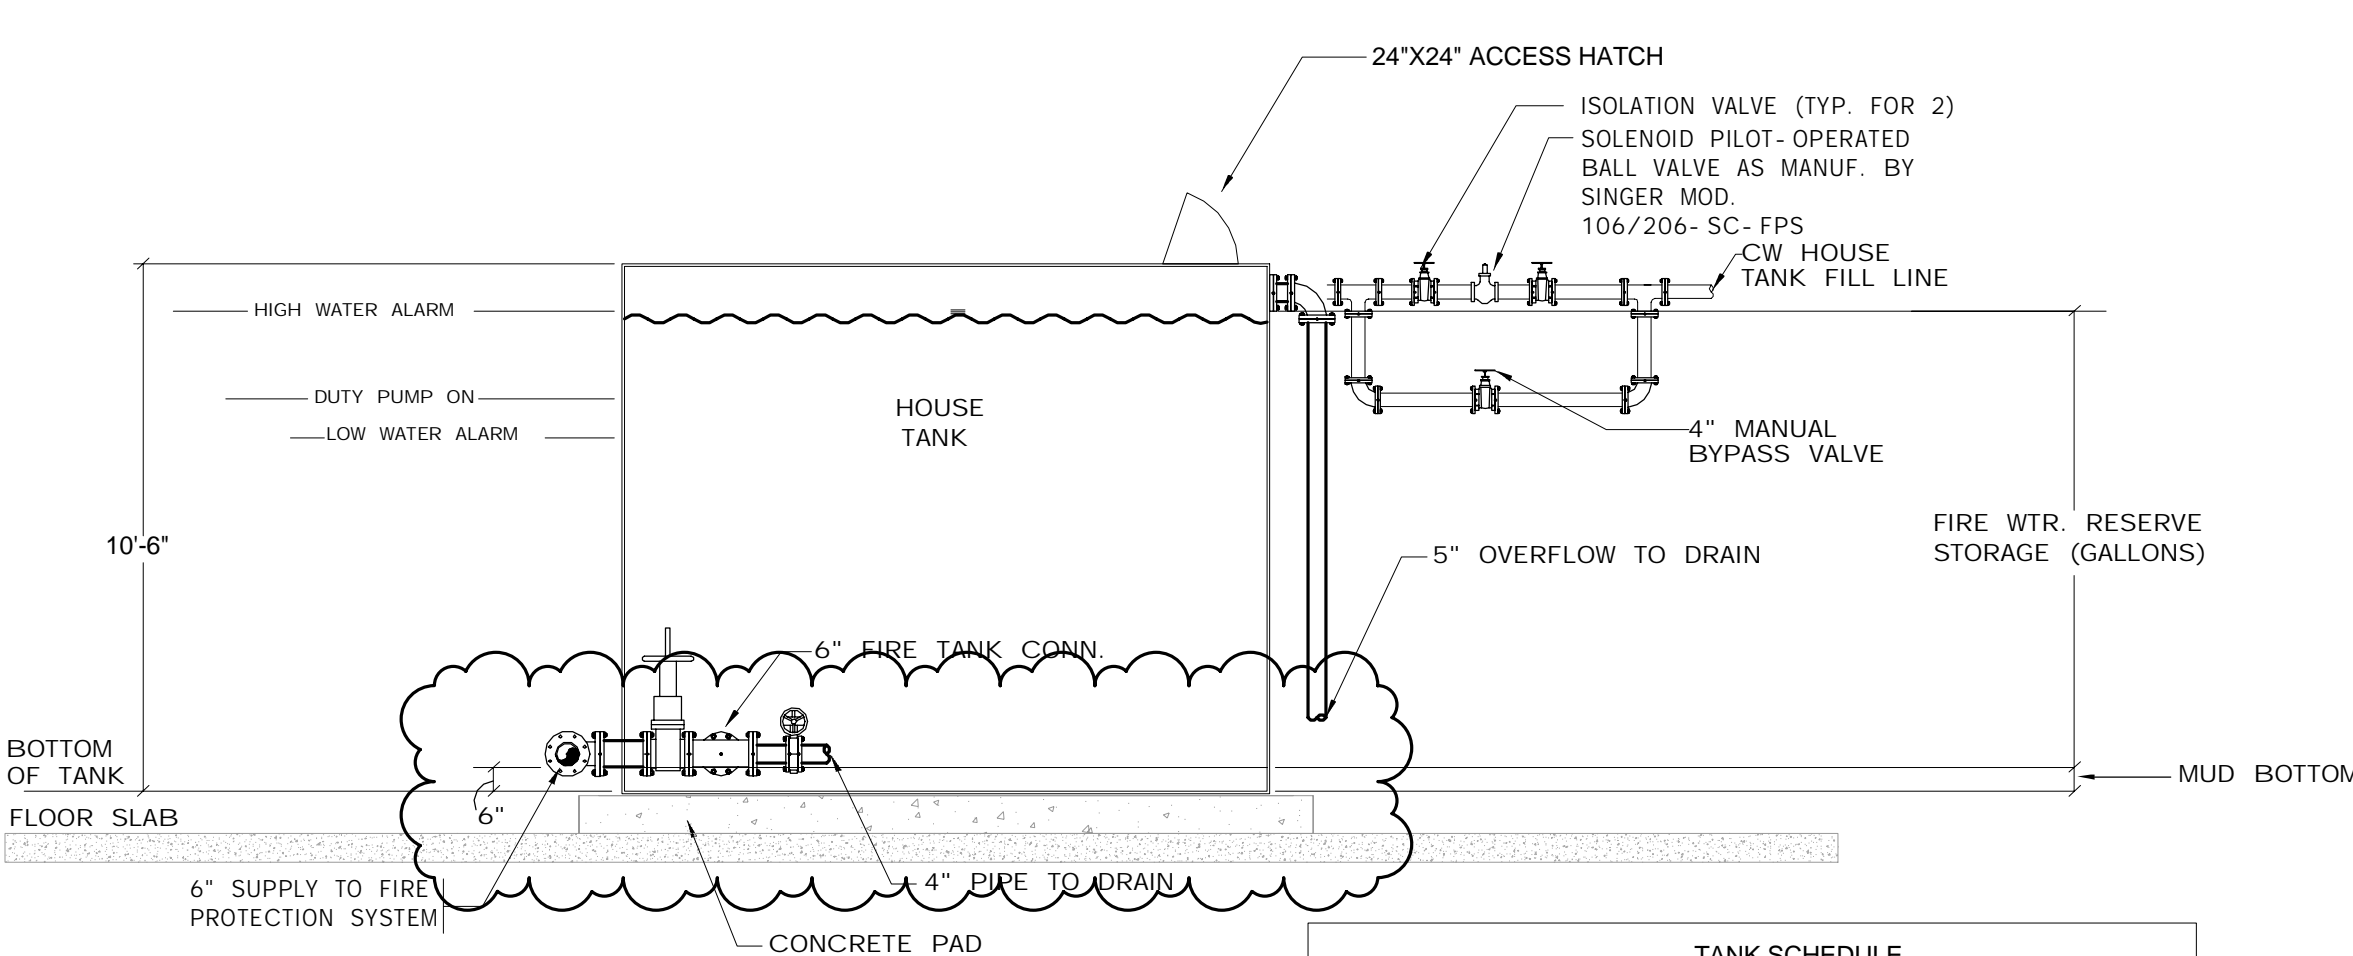 24"X24" ACCESS HATCH
ISOLATION VALVE (TYP. FOR 2)
SOLENOID PILOT-OPERATED
BALL VALVE AS MANUF. BY
SINGER MOD.
106/206-SC-FPS
CW HOUSE
TANK FILL LINE
HIGH WATER ALARM
DUTY PUMP ON
LOW WATER ALARM
HOUSE
TANK
4" MANUAL
BYPASS VALVE
10'-6"
FIRE WTR. RESERVE
STORAGE (GALLONS)
5" OVERFLOW TO DRAIN
6" FIRE TANK CONN.
BOTTOM
OF TANK
MUD BOTTOM
FLOOR SLAB
6"
6" SUPPLY TO FIRE
PROTECTION SYSTEM
4" PIPE TO DRAIN
CONCRETE PAD
TANK SCHEDULE